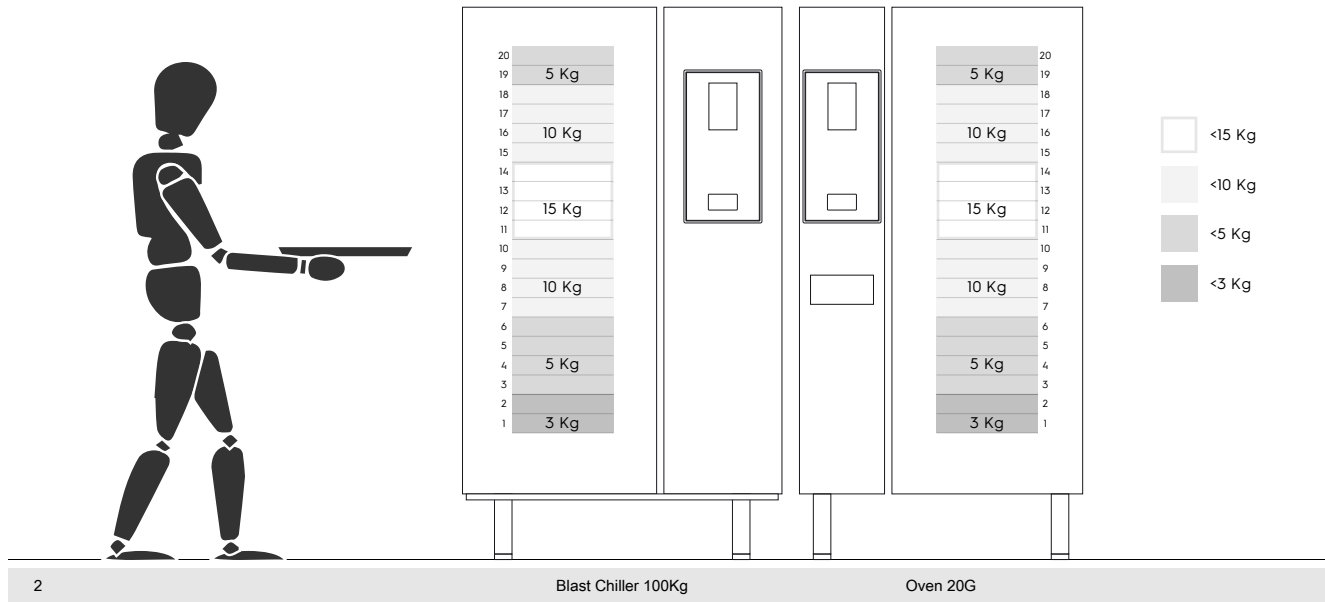 20
19 5 Kg
18
17
16 10 Kg
15
14
13
12 15 Kg
11
10
9
8 10 Kg
7
6
5
4 5 Kg
3
2
1 3 Kg
20
5 Kg 19
18
17
10 Kg 16
15
14
13
15 Kg 12
11
10
9
10 Kg 8
7
6
5
5 Kg 4
3
2
3 Kg 1
<15 Kg
<10 Kg
<5 Kg
<3 Kg
2 Blast Chiller 100Kg Oven 20G